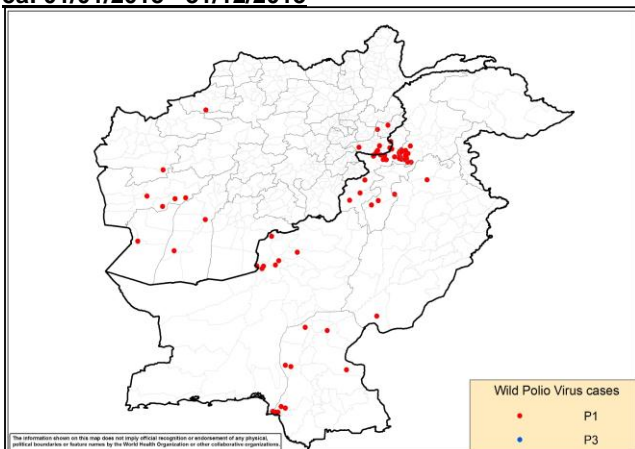 Wild Polio Virus cases
P1
P3
The information shown on this map does not imply official recognition or endorsement of any physical,
political boundaries or feature names by the World Health Organization or other collaborative organizations.